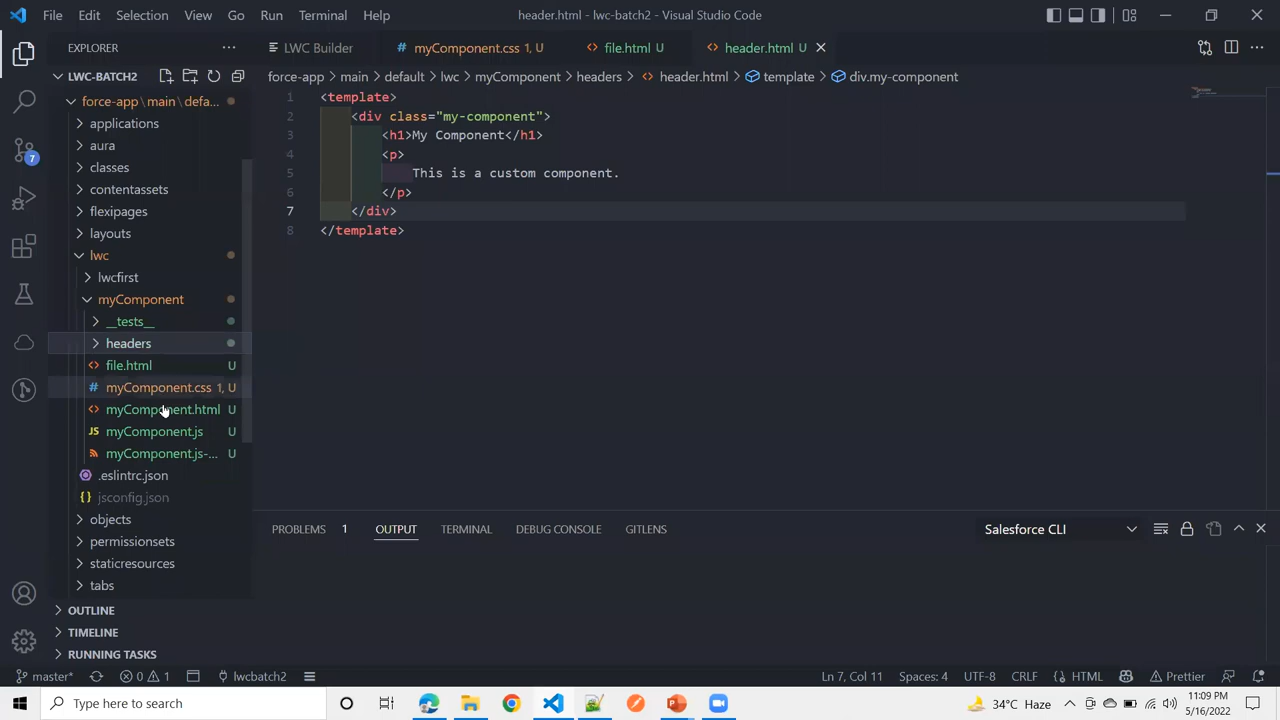 File Edit Selection View Go Run Terminal Help header.html - lwc-batch2 - Visual Studio Code
EXPLORER
LWC Builder myComponent.css 1, U file.html U header.html U
LWC-BATCH2
force-app > main > default > lwc > myComponent > headers > header.html > template > div.my-component
force-app\main\defa...
applications
aura
classes
contentassets
flexipages
layouts
lwc
lwcfirst
myComponent
__tests__
headers
file.html U
myComponent.css 1, U
myComponent.html U
myComponent.js U
myComponent.js-... U
.eslintrc.json
jsconfig.json
objects
permissionsets
staticresources
tabs
OUTLINE
TIMELINE
RUNNING TASKS
7
1 <template>
2 <div class="my-component">
3 <h1>My Component</h1>
4 <p>
5 This is a custom component.
6 </p>
7 </div>
8 </template>
PROBLEMS 1 OUTPUT TERMINAL DEBUG CONSOLE GITLENS Salesforce CLI
master* 0 1 lwcbatch2 Ln 7, Col 11 Spaces: 4 UTF-8 CRLF HTML Prettier
Type here to search
34°C Haze
11:09 PM
5/16/2022